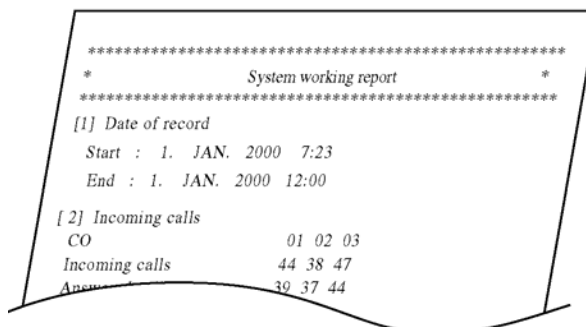 ******************************************************
* System working report *
******************************************************
[1] Date of record
Start : 1. JAN. 2000 7:23
End : 1. JAN. 2000 12:00
[ 2] Incoming calls
CO 01 02 03
Incoming calls 44 38 47
39 37 44